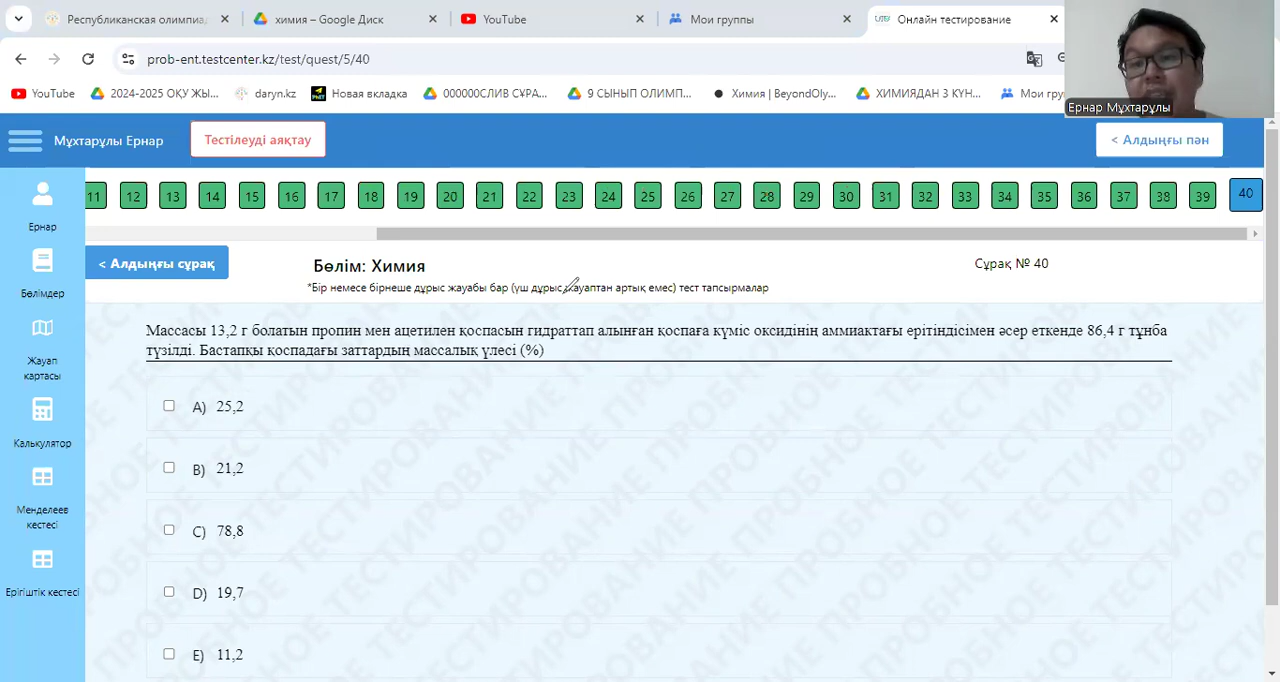 Республиканская олимпиад
химия – Google Диск
YouTube
Мои группы
Онлайн тестирование
prob-ent.testcenter.kz/test/quest/5/40
YouTube
2024-2025 ОҚУ ЖЫ...
daryn.kz
Новая вкладка
000000СЛИВ СҰРА...
9 СЫНЫП ОЛИМП...
Химия | BeyondOly...
ХИМИЯДАН 3 КҮН...
Мои гру
Ернар Мұхтарұлы
Мұхтарұлы Ернар
Тестілеуді аяқтау
< Алдыңғы пән
11 12 13 14 15 16 17 18 19 20 21 22 23 24 25 26 27 28 29 30 31 32 33 34 35 36 37 38 39 40
Ернар
Бөлімдер
Жауап
картасы
Калькулятор
Менделеев
кестесі
Ерігіштік кестесі
< Алдыңғы сұрақ
Бөлім: Химия
Сұрақ № 40
*Бір немесе бірнеше дұрыс жауабы бар (үш дұрыс жауаптан артық емес) тест тапсырмалар
Массасы 13,2 г болатын пропин мен ацетилен қоспасын гидраттап алынған қоспаға күміс оксидінің аммиактағы ерітіндісімен әсер еткенде 86,4 г тұнба
түзілді. Бастапқы қоспадағы заттардың массалық үлесі (%)
A) 25,2
B) 21,2
C) 78,8
D) 19,7
E) 11,2
ПРОБНОЕ ТЕСТИРОВАНИЕ